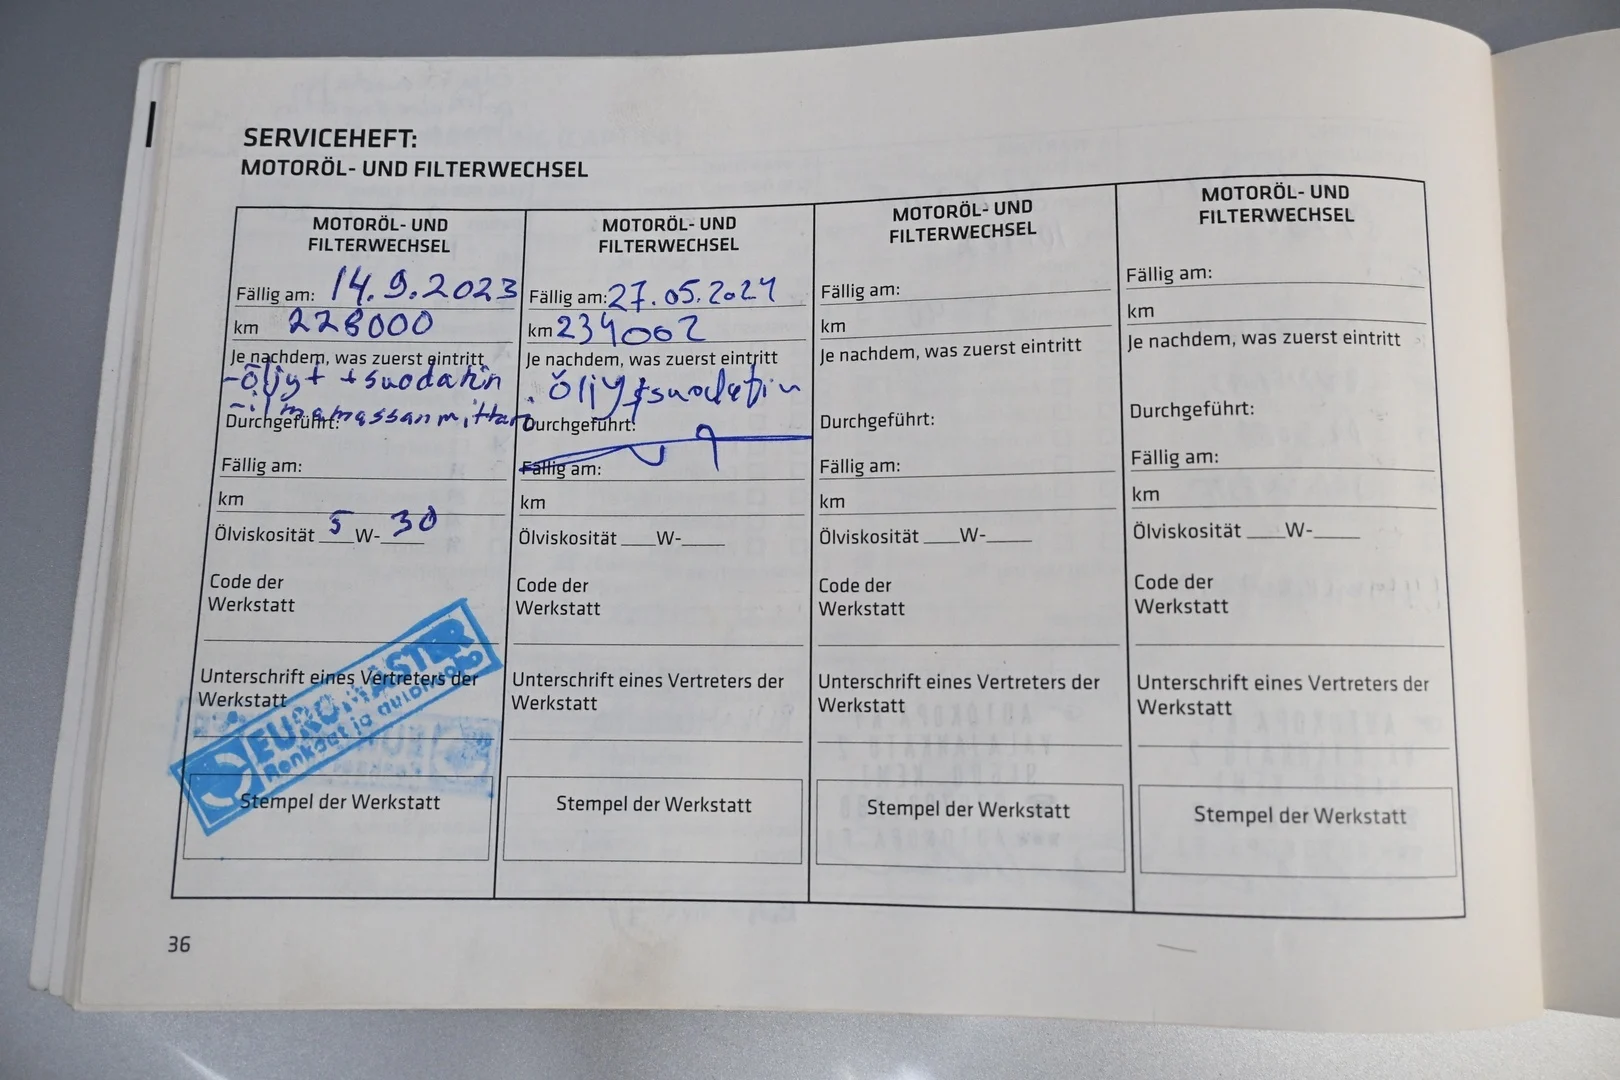 SERVICEHEFT:
MOTORÖL- UND FILTERWECHSEL
MOTORÖL- UND
FILTERWECHSEL
Fällig am: 14.9.2023
km 228000
Je nachdem, was zuerst eintritt
-öljyt + suodatin
-ilmamassanmittari
Durchgeführt:
Fällig am:
km
Ölviskosität 5 W- 30
Code der
Werkstatt
Unterschrift eines Vertreters der
Werkstatt
EUROMASTER
Renkaat ja autonhuolto
Stempel der Werkstatt
MOTORÖL- UND
FILTERWECHSEL
Fällig am: 27.05.2024
km 234002
Je nachdem, was zuerst eintritt
öljy + suodatin
Durchgeführt:
Fällig am:
km
Ölviskosität ___W-____
Code der
Werkstatt
Unterschrift eines Vertreters der
Werkstatt
Stempel der Werkstatt
MOTORÖL- UND
FILTERWECHSEL
Fällig am:
km
Je nachdem, was zuerst eintritt
Durchgeführt:
Fällig am:
km
Ölviskosität ___W-____
Code der
Werkstatt
Unterschrift eines Vertreters der
Werkstatt
Stempel der Werkstatt
MOTORÖL- UND
FILTERWECHSEL
Fällig am:
km
Je nachdem, was zuerst eintritt
Durchgeführt:
Fällig am:
km
Ölviskosität ___W-____
Code der
Werkstatt
Unterschrift eines Vertreters der
Werkstatt
Stempel der Werkstatt
36